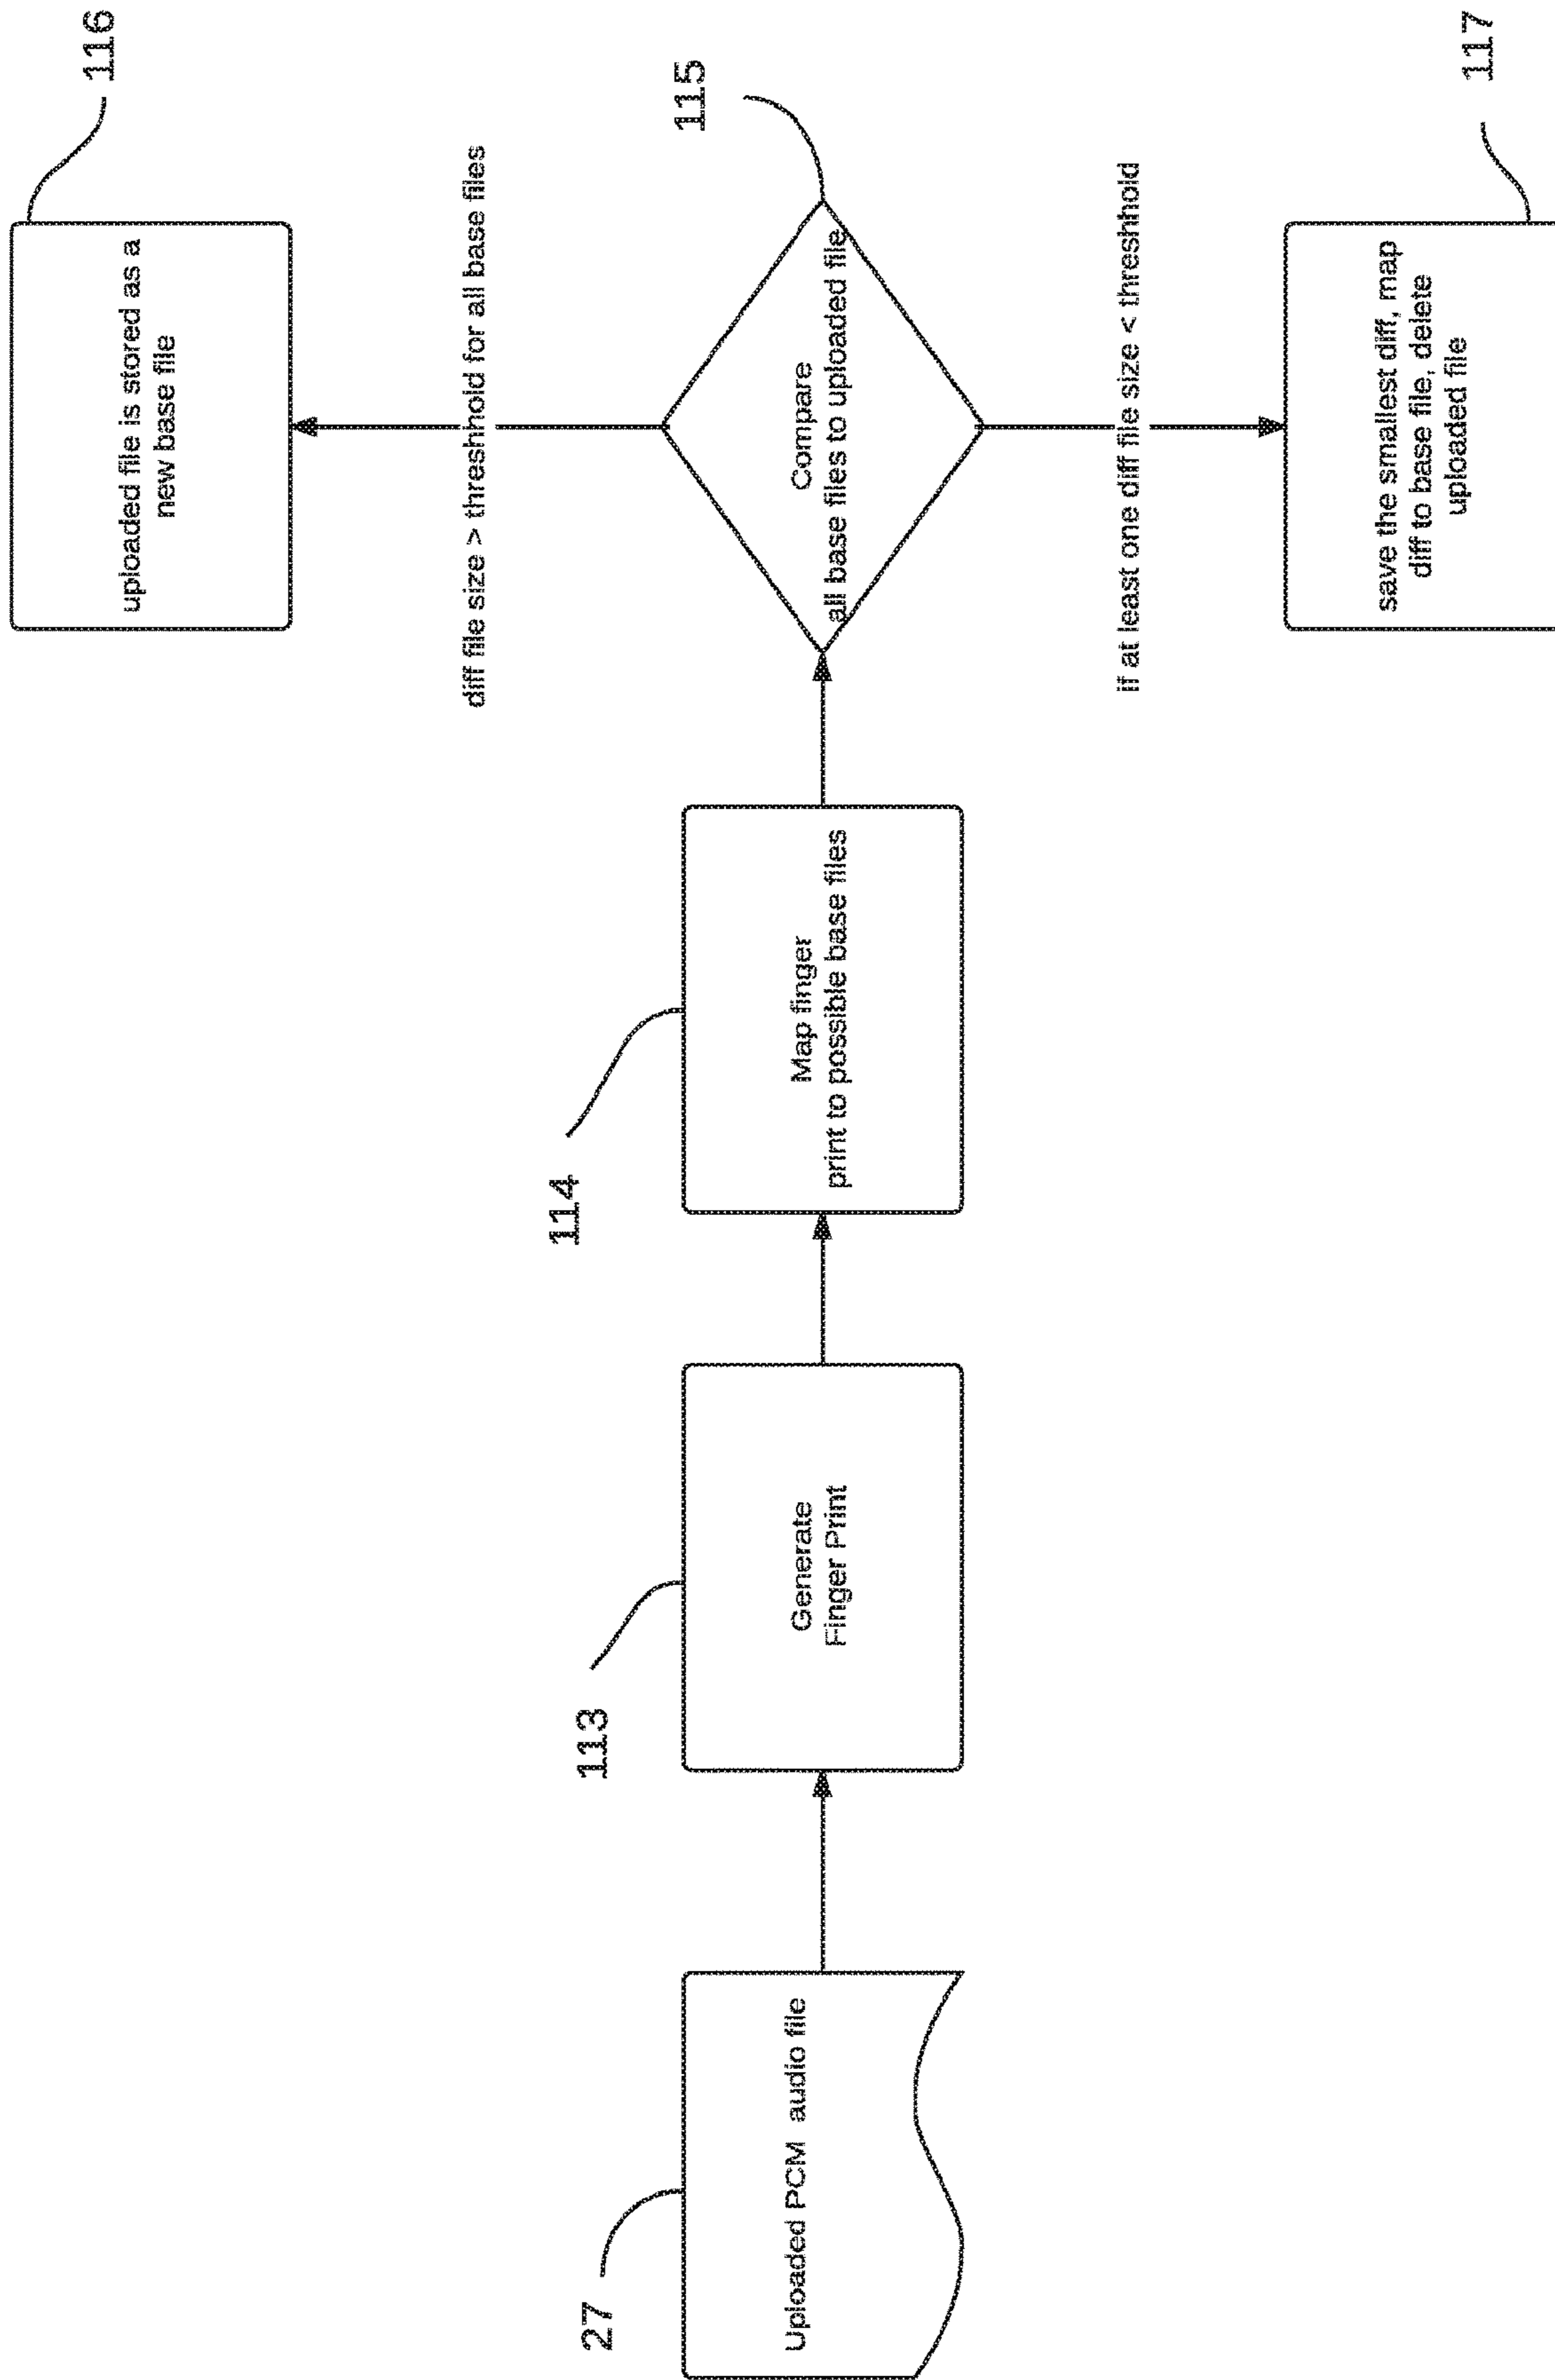 27
Uploaded PCM audio file
113
Generate
Finger Print
114
Map finger
print to possible base files
115
Compare
all base files to uploaded file
diff file size > threshhold for all base files
116
uploaded file is stored as a
new base file
if at least one diff file size < threshhold
117
save the smallest diff, map
diff to base file, delete
uploaded file